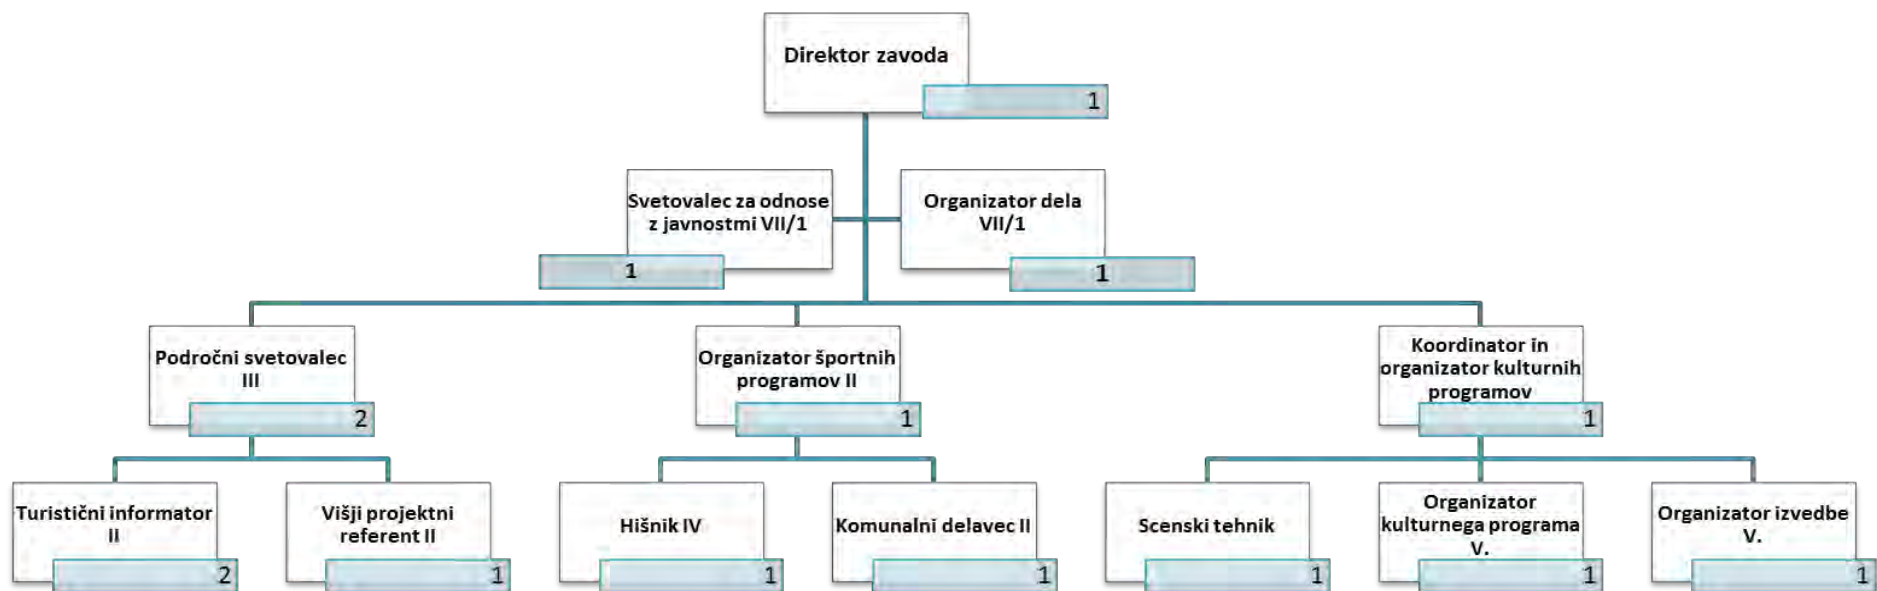 Direktor zavoda
1
Svetovalec za odnose
z javnostmi VII/1
1
Organizator dela
VII/1
1
Področni svetovalec
III
2
Organizator športnih
programov II
1
Koordinator in
organizator kulturnih
programov
1
Turistični informator
II
2
Višji projektni
referent II
1
Hišnik IV
1
Komunalni delavec II
1
Scenski tehnik
1
Organizator
kulturnega programa
V.
1
Organizator izvedbe
V.
1